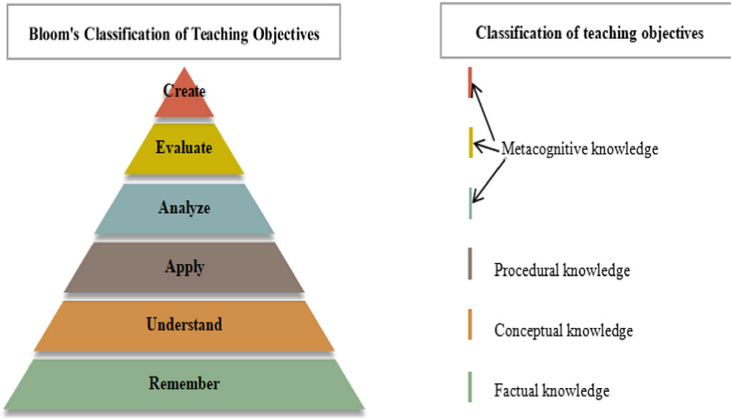 Bloom's Classification of Teaching Objectives
Create
Evaluate
Analyze
Apply
Understand
Remember
Classification of teaching objectives
Metacognitive knowledge
Procedural knowledge
Conceptual knowledge
Factual knowledge